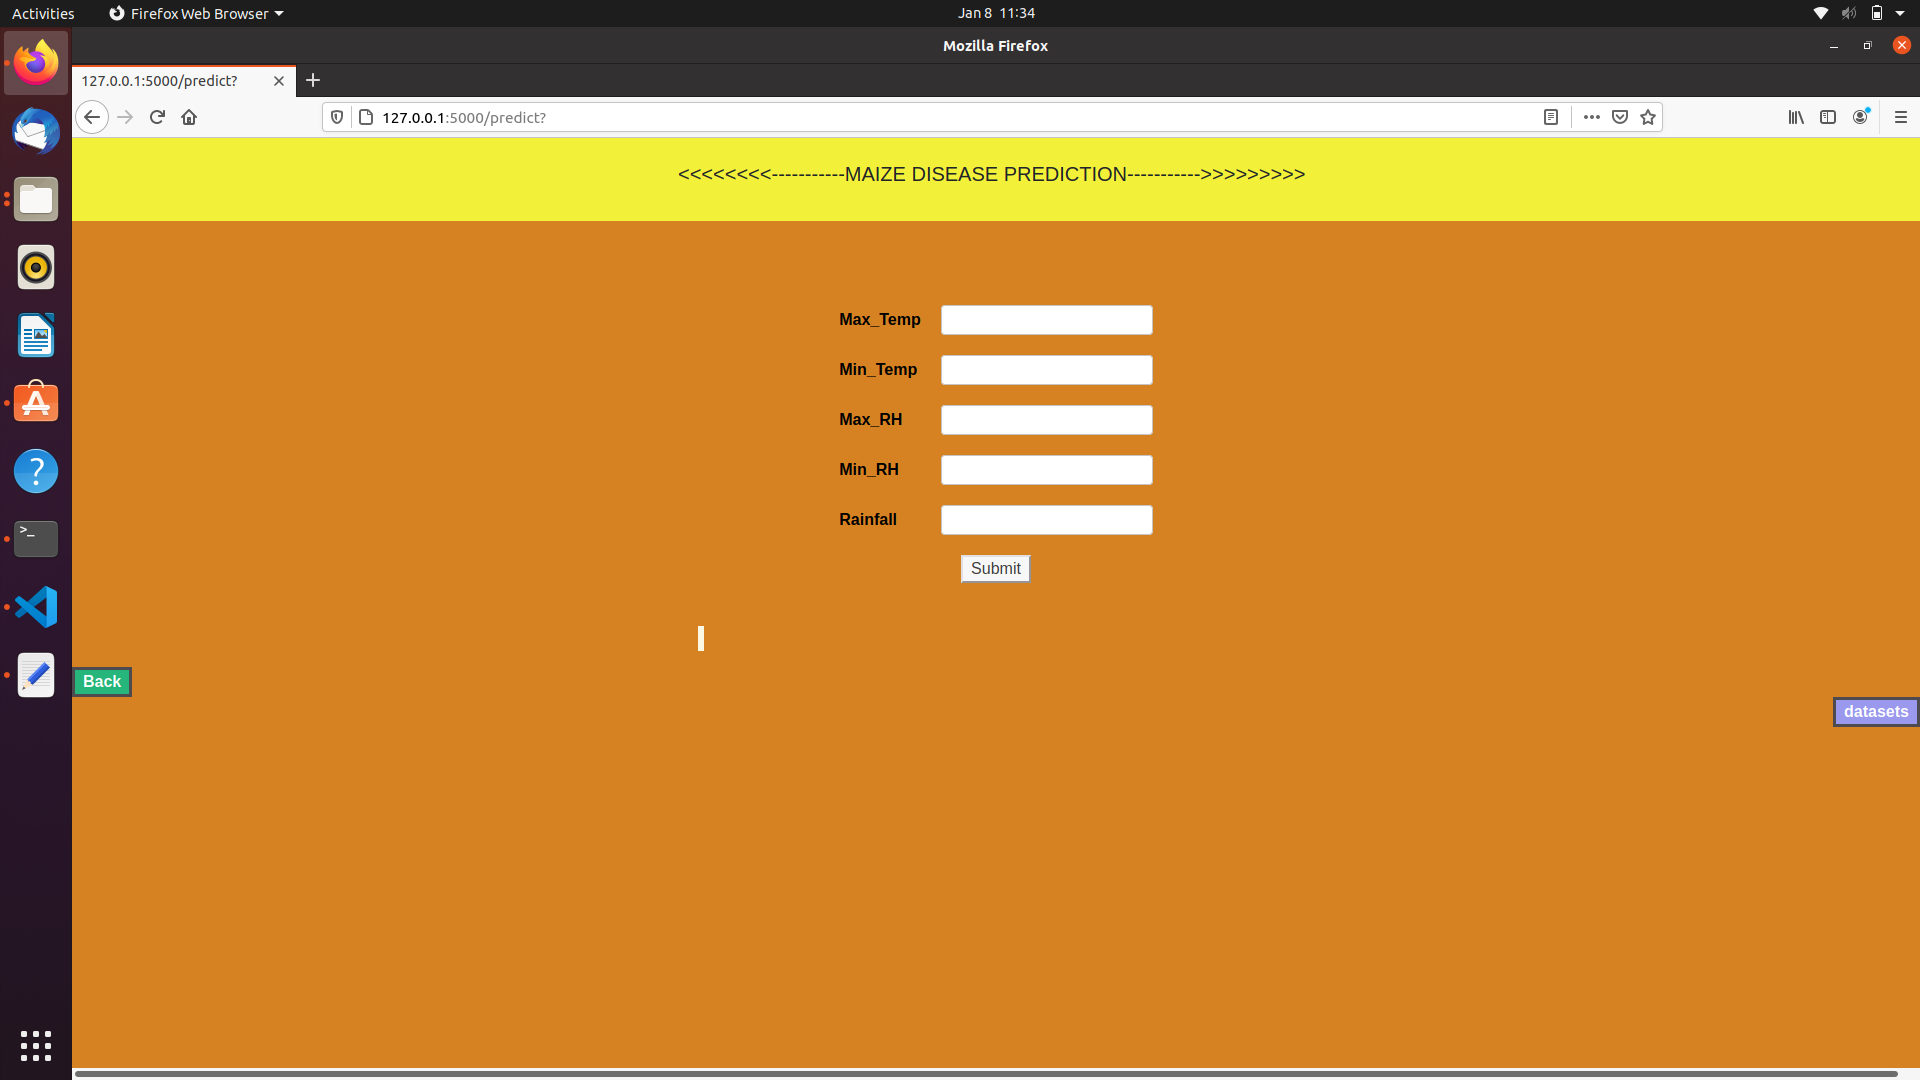 Activities
Firefox Web Browser
Jan 8 11:34
Mozilla Firefox
127.0.0.1:5000/predict?
127.0.0.1:5000/predict?
<<<<<<<<-----------MAIZE DISEASE PREDICTION----------->>>>>>>>>
Max_Temp
Min_Temp
Max_RH
Min_RH
Rainfall
Submit
Back
datasets